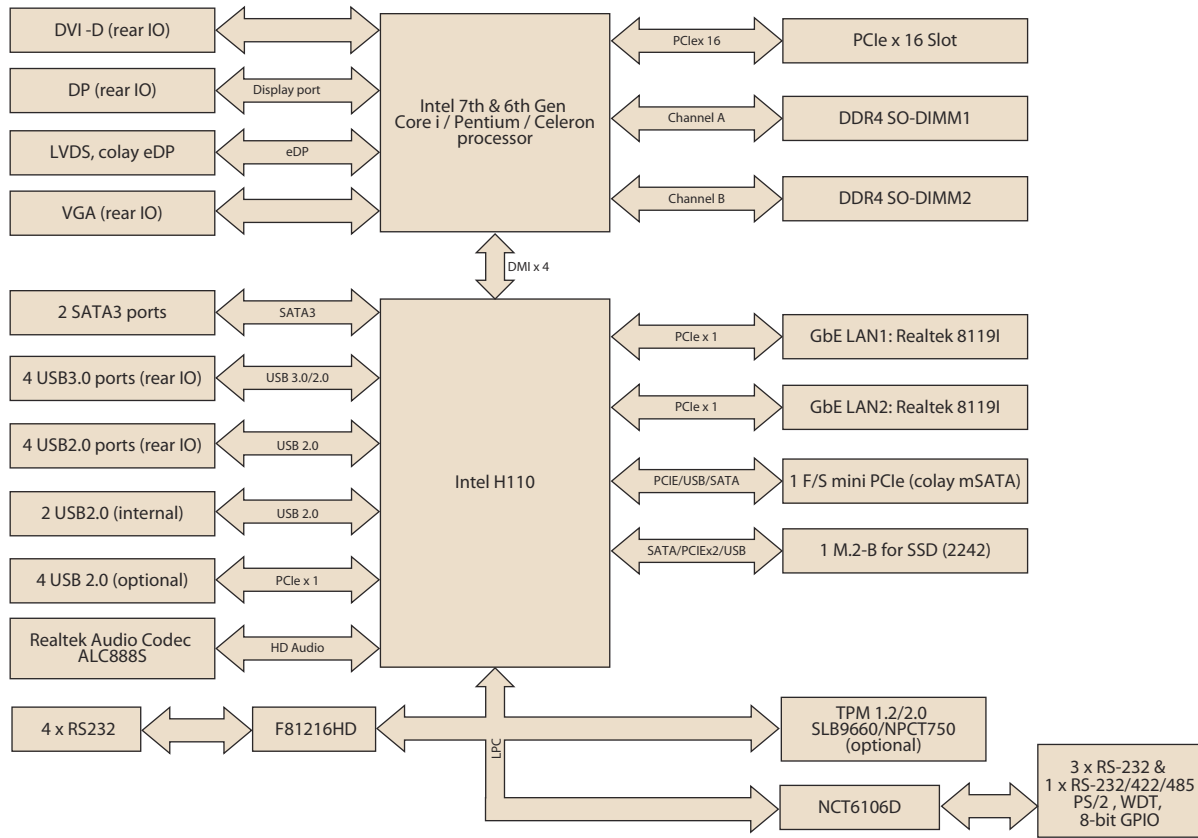 DVI -D (rear IO)
DP (rear IO)
Display port
LVDS, colay eDP
eDP
VGA (rear IO)
Intel 7th & 6th Gen
Core i / Pentium / Celeron
processor
PCIex 16
PCIe x 16 Slot
Channel A
DDR4 SO-DIMM1
Channel B
DDR4 SO-DIMM2
DMI x 4
2 SATA3 ports
SATA3
4 USB3.0 ports (rear IO)
USB 3.0/2.0
4 USB2.0 ports (rear IO)
USB 2.0
2 USB2.0 (internal)
USB 2.0
4 USB 2.0 (optional)
PCIe x 1
Realtek Audio Codec
ALC888S
HD Audio
Intel H110
PCIe x 1
GbE LAN1: Realtek 8119I
PCIe x 1
GbE LAN2: Realtek 8119I
PCIE/USB/SATA
1 F/S mini PCIe (colay mSATA)
SATA/PCIEx2/USB
1 M.2-B for SSD (2242)
4 x RS232
F81216HD
LPC
TPM 1.2/2.0
SLB9660/NPCT750
(optional)
NCT6106D
3 x RS-232 &
1 x RS-232/422/485
PS/2 , WDT,
8-bit GPIO